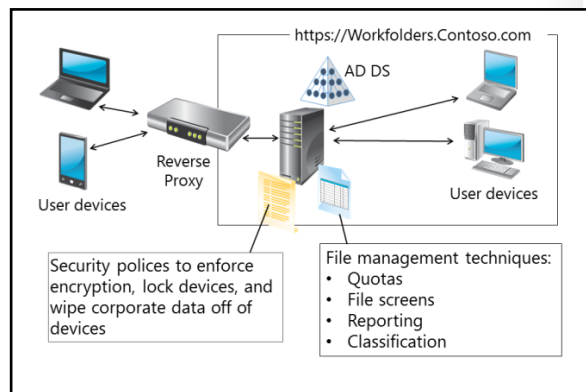 https://Workfolders.Contoso.com
AD DS
Reverse
Proxy
User devices
User devices
Security polices to enforce
encryption, lock devices, and
wipe corporate data off of
devices
File management techniques:
• Quotas
• File screens
• Reporting
• Classification